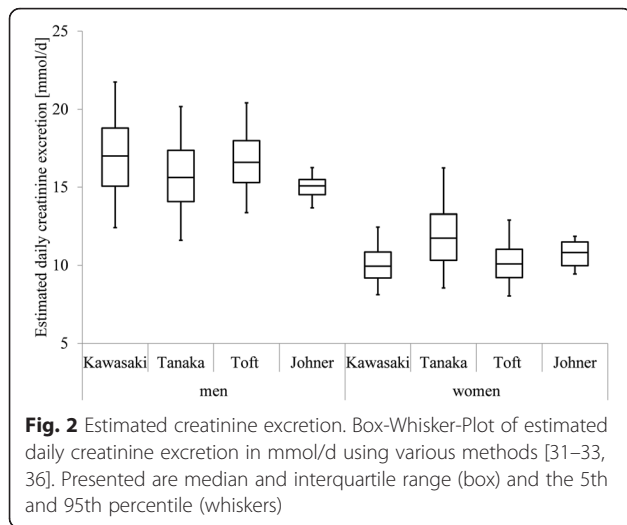 25
20
15
10
5
Estimated daily creatinine excretion [mmol/d]
Kawasaki Tanaka Toft Johner Kawasaki Tanaka Toft Johner
men women
Fig. 2 Estimated creatinine excretion. Box-Whisker-Plot of estimated
daily creatinine excretion in mmol/d using various methods [31–33,
36]. Presented are median and interquartile range (box) and the 5th
and 95th percentile (whiskers)